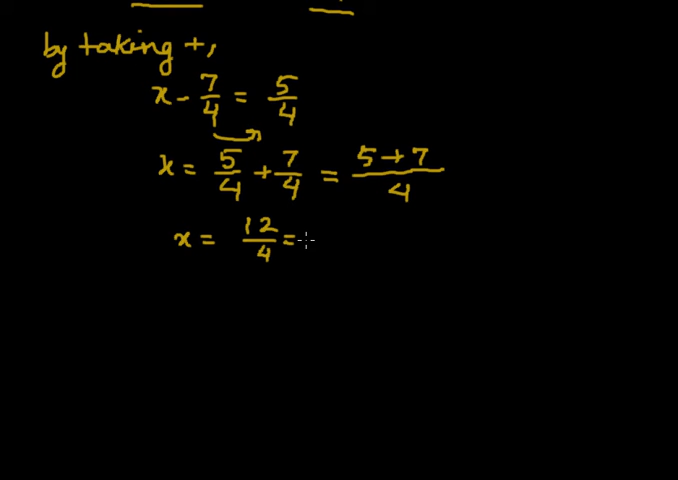 by taking +,
x - 7/4 = 5/4
x = 5/4 + 7/4 = (5+7)/4
x = 12/4 =